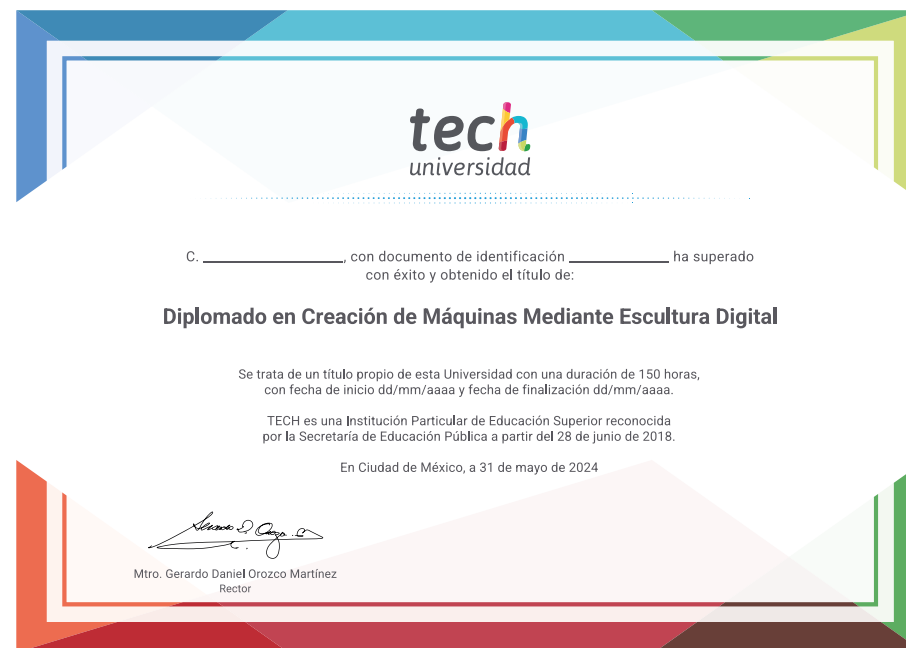 tech
universidad
C. ____________________, con documento de identificación ______________ ha superado
con éxito y obtenido el título de:
Diplomado en Creación de Máquinas Mediante Escultura Digital
Se trata de un título propio de esta Universidad con una duración de 150 horas,
con fecha de inicio dd/mm/aaaa y fecha de finalización dd/mm/aaaa.
TECH es una Institución Particular de Educación Superior reconocida
por la Secretaría de Educación Pública a partir del 28 de junio de 2018.
En Ciudad de México, a 31 de mayo de 2024
Mtro. Gerardo Daniel Orozco Martínez
Rector